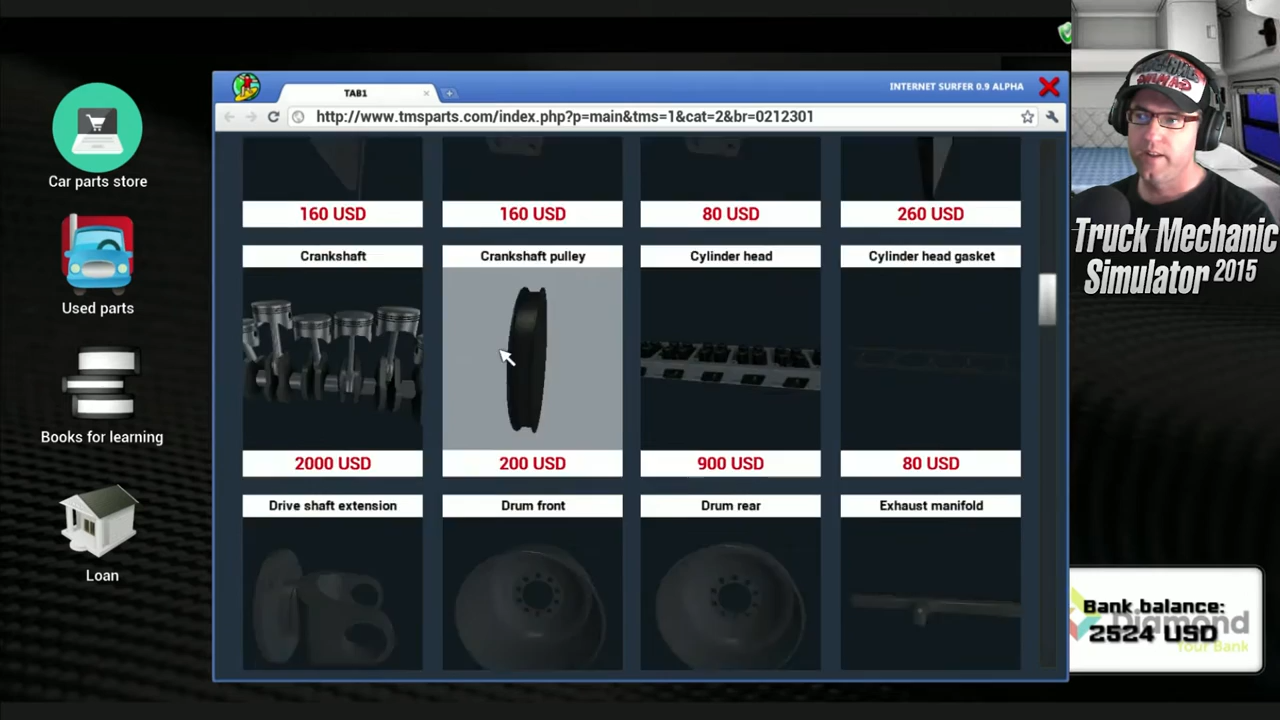 TAB1
INTERNET SURFER 0.9 ALPHA
http://www.tmsparts.com/index.php?p=main&tms=1&cat=2&br=0212301
Car parts store
Used parts
Books for learning
Loan
160 USD
160 USD
80 USD
260 USD
Crankshaft
Crankshaft pulley
Cylinder head
Cylinder head gasket
2000 USD
200 USD
900 USD
80 USD
Drive shaft extension
Drum front
Drum rear
Exhaust manifold
Truck Mechanic
Simulator 2015
Bank balance:
2524 USD
Diamond
Your Bank